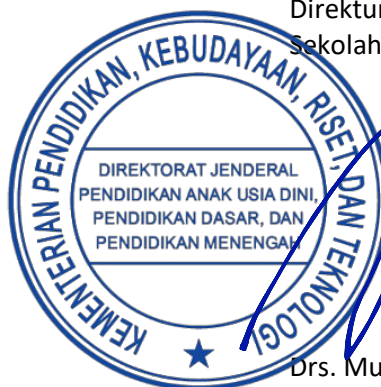 Direktur
Sekolah
KEMENTERIAN PENDIDIKAN, KEBUDAYAAN, RISET, DAN TEKNOLOGI
DIREKTORAT JENDERAL
PENDIDIKAN ANAK USIA DINI,
PENDIDIKAN DASAR, DAN
PENDIDIKAN MENENGAH
Drs. Mu